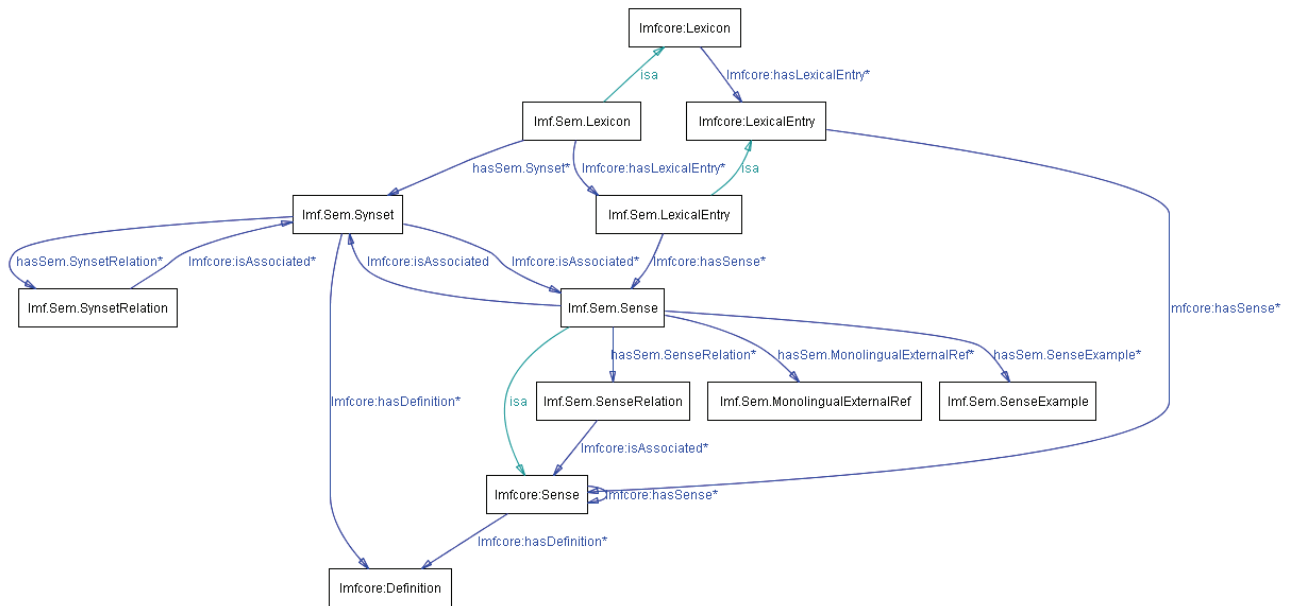 lmfcore:Lexicon
isa
lmfcore:hasLexicalEntry*
lmf.Sem.Lexicon
lmfcore:LexicalEntry
hasSem.Synset*
lmfcore:hasLexicalEntry*
isa
lmf.Sem.Synset
lmf.Sem.LexicalEntry
hasSem.SynsetRelation*
lmfcore:isAssociated*
lmfcore:isAssociated
lmfcore:isAssociated*
lmfcore:hasSense*
lmf.Sem.SynsetRelation
lmf.Sem.Sense
mfcore:hasSense*
hasSem.SenseRelation*
hasSem.MonolingualExternalRef*
hasSem.SenseExample*
lmfcore:hasDefinition*
isa
lmf.Sem.SenseRelation
lmf.Sem.MonolingualExternalRef
lmf.Sem.SenseExample
lmfcore:isAssociated*
lmfcore:Sense
lmfcore:hasSense*
lmfcore:hasDefinition*
lmfcore:Definition